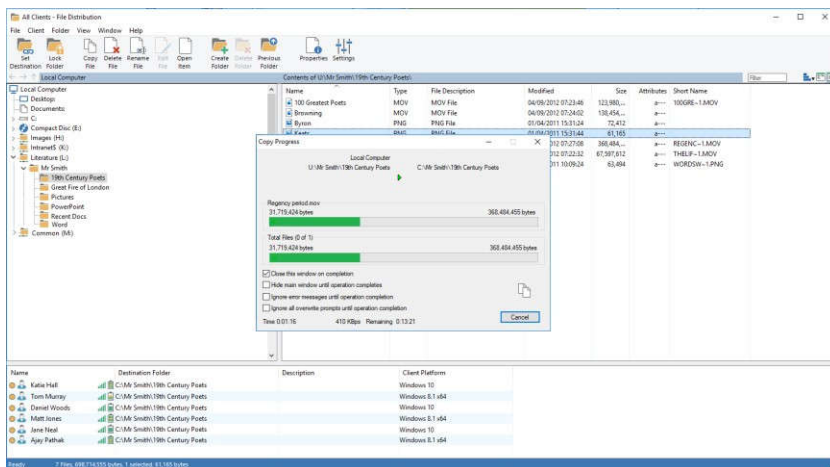 All Clients - File Distribution
File Client Folder View Window Help
Set Destination Lock Folder Copy File Delete File Rename File Edit File Open Item Create Folder Delete Folder Previous Folder Properties Settings
Local Computer Contents of U:\Mr Smith\19th Century Poets\ Filter
Local Computer
Desktop
Documents
C:
Compact Disc (E:)
Images (H:)
IntranetS (K:)
Literature (L:)
Mr Smith
19th Century Poets
Great Fire of London
Pictures
PowerPoint
Recent Docs
Word
Common (M:)
Name Type File Description Modified Size Attributes Short Name
100 Greatest Poets MOV MOV File 04/09/2012 07:23:46 123,980,... a--- 100GRE~1.MOV
Browning MOV MOV File 04/09/2012 07:24:02 138,454,... a---
Byron PNG PNG File 01/04/2011 15:31:24 72,412 a---
Keats PNG PNG File 01/04/2011 15:31:44 61,165 a---
2012 07:27:08 368,484,... a--- REGENC~1.MOV
2012 07:22:32 67,597,612 a--- THELIF~1.MOV
2011 10:09:24 63,494 a--- WORDSW~1.PNG
Copy Progress
Local Computer
U:\Mr Smith\19th Century Poets C:\Mr Smith\19th Century Poets
Regency period.mov
31,719,424 bytes 368,484,455 bytes
Total Files (0 of 1)
31,719,424 bytes 368,484,455 bytes
Close this window on completion
Hide main window until operation completes
Ignore error messages until operation completion
Ignore all overwrite prompts until operation completion
Time 0:01:16 410 KBps Remaining 0:13:21 Cancel
Name Destination Folder Description Client Platform
Katie Hall C:\Mr Smith\19th Century Poets Windows 10
Tom Murray C:\Mr Smith\19th Century Poets Windows 8.1 x64
Daniel Woods C:\Mr Smith\19th Century Poets Windows 10
Matt Jones C:\Mr Smith\19th Century Poets Windows 8.1 x64
Jane Neal C:\Mr Smith\19th Century Poets Windows 10
Ajay Pathak C:\Mr Smith\19th Century Poets Windows 8.1 x64
Ready 7 Files, 698,714,555 bytes, 1 selected, 61,165 bytes